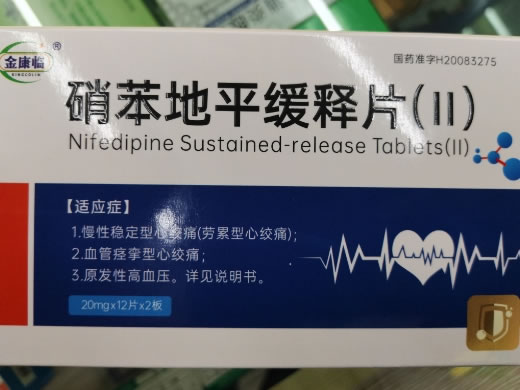 金康临®
KINGCOLIN
国药准字H20083275
硝苯地平缓释片(II)
Nifedipine Sustained-release Tablets(II)
【适应症】
1.慢性稳定型心绞痛(劳累型心绞痛);
2.血管痉挛型心绞痛;
3.原发性高血压。详见说明书。
20mg×12片×2板